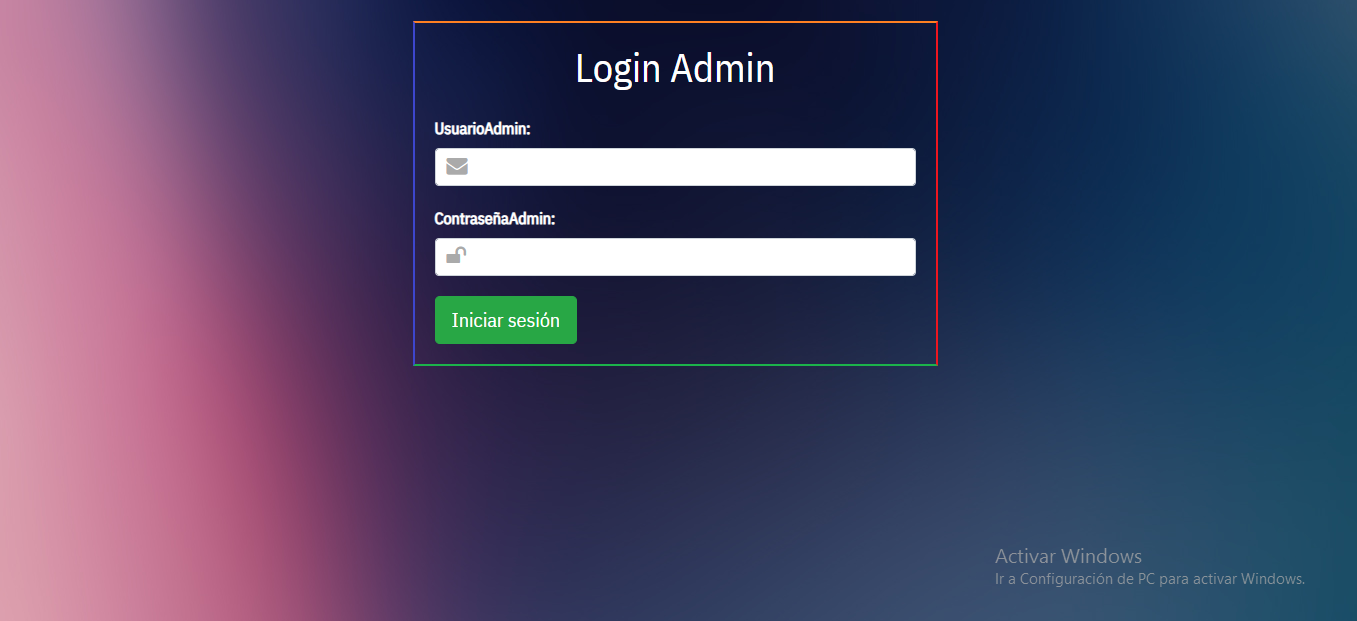 Login Admin
UsuarioAdmin:
ContraseñaAdmin:
Iniciar sesión
Activar Windows
Ir a Configuración de PC para activar Windows.